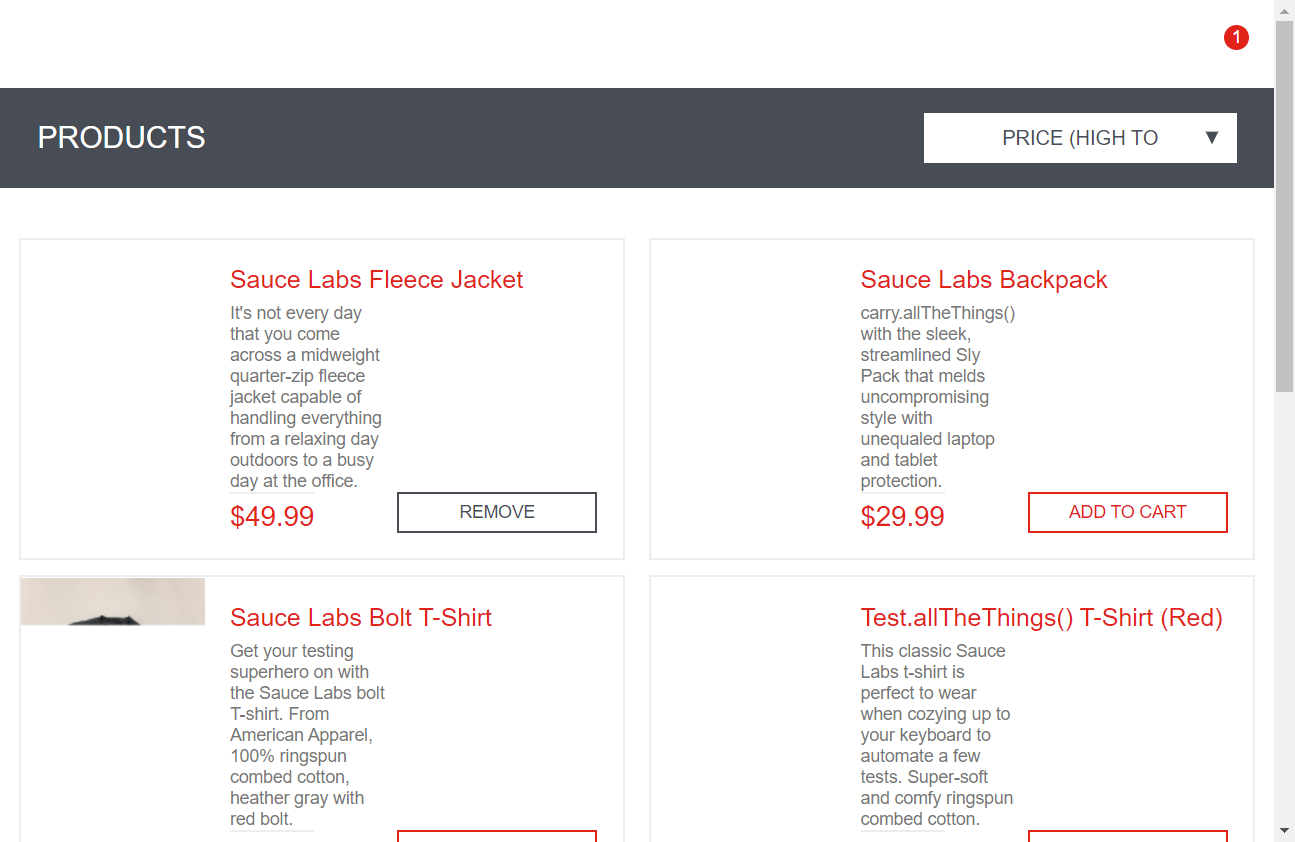 1
PRODUCTS
PRICE (HIGH TO
Sauce Labs Fleece Jacket
It's not every day
that you come
across a midweight
quarter-zip fleece
jacket capable of
handling everything
from a relaxing day
outdoors to a busy
day at the office.
$49.99
REMOVE
Sauce Labs Backpack
carry.allTheThings()
with the sleek,
streamlined Sly
Pack that melds
uncompromising
style with
unequaled laptop
and tablet
protection.
$29.99
ADD TO CART
Sauce Labs Bolt T-Shirt
Get your testing
superhero on with
the Sauce Labs bolt
T-shirt. From
American Apparel,
100% ringspun
combed cotton,
heather gray with
red bolt.
Test.allTheThings() T-Shirt (Red)
This classic Sauce
Labs t-shirt is
perfect to wear
when cozying up to
your keyboard to
automate a few
tests. Super-soft
and comfy ringspun
combed cotton.